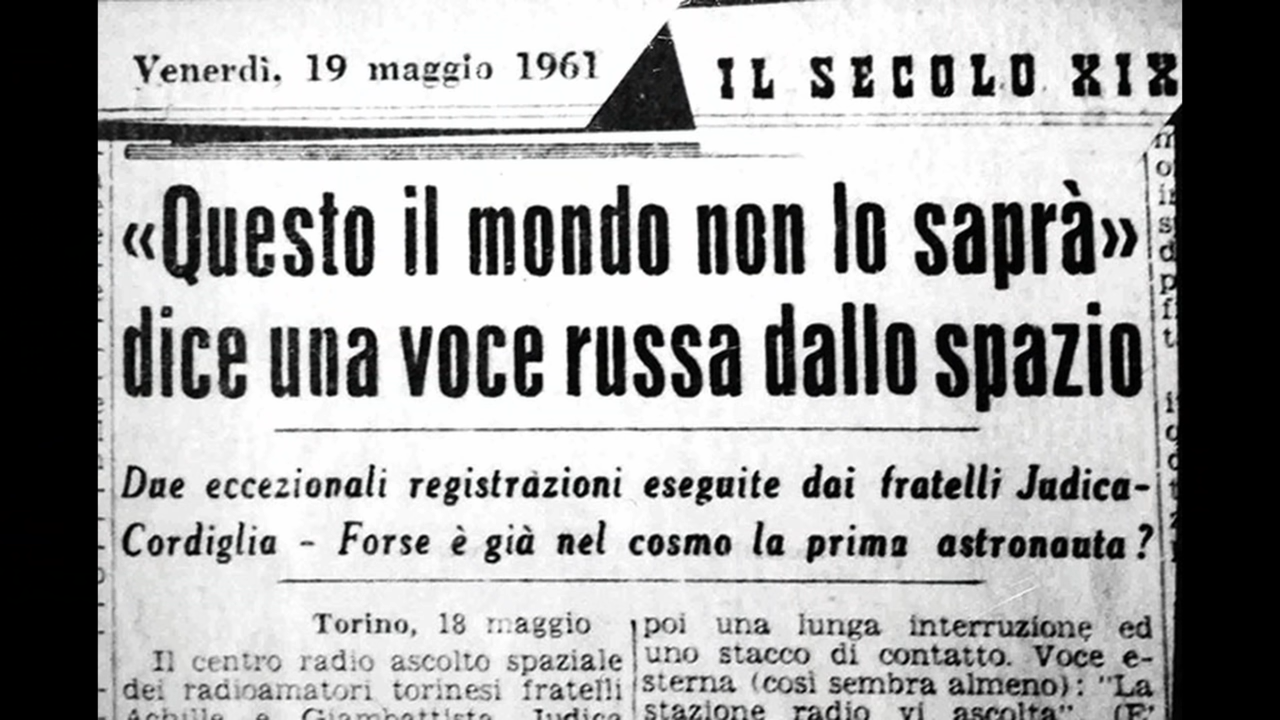 Venerdì, 19 maggio 1961
IL SECOLO XIX
«Questo il mondo non lo saprà»
dice una voce russa dallo spazio
Due eccezionali registrazioni eseguite dai fratelli Judica-
Cordiglia - Forse è già nel cosmo la prima astronauta?
Torino, 18 maggio
Il centro radio ascolto spaziale
dei radioamatori torinesi fratelli
Achille e Giambattista Judica
poi una lunga interruzione ed
uno stacco di contatto. Voce e-
sterna (così sembra almeno): "La
stazione radio vi ascolta" (E'